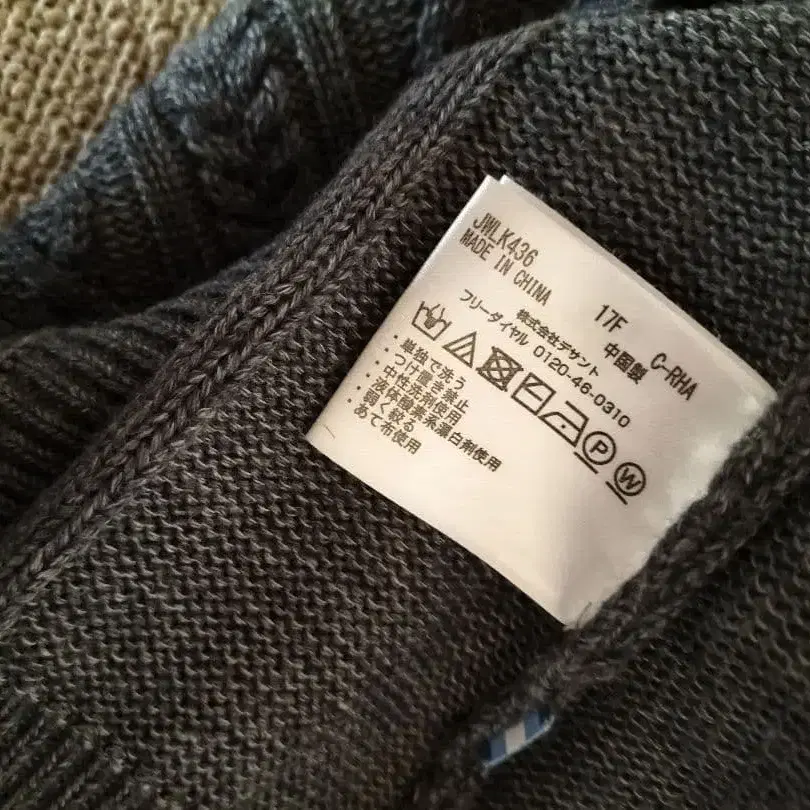 JWLK436 17F C-RHA
MADE IN CHINA 中国製
株式会社デサント
フリーダイヤル 0120-46-0310
P W
・単独で洗う
・つけ置き禁止
・中性洗剤使用
・液体酸素系漂白剤使用
・弱く絞る
・あて布使用